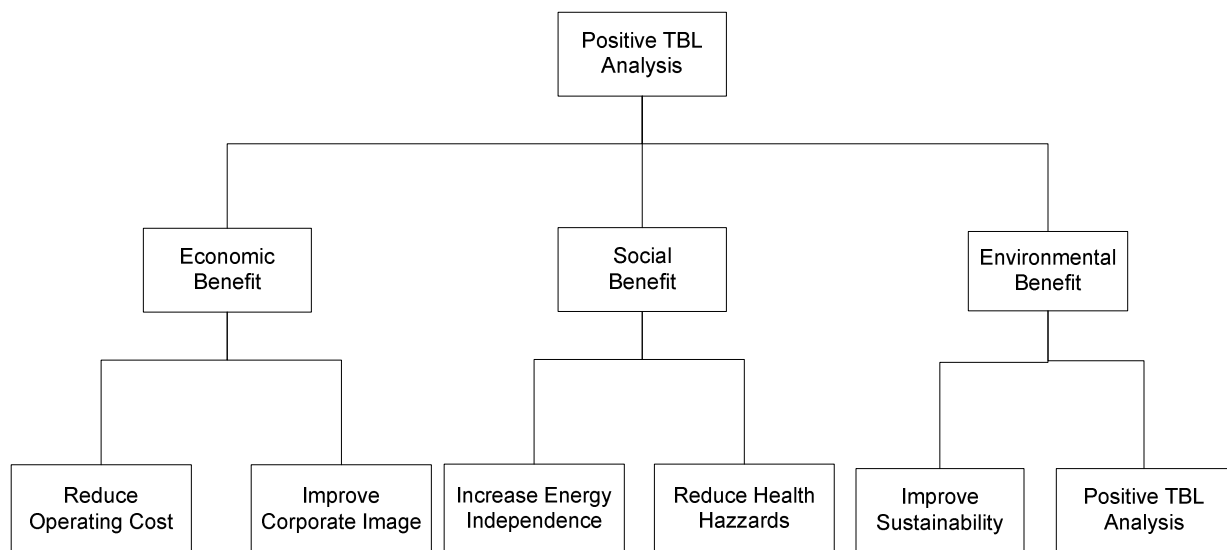 Positive TBL
Analysis
Economic
Benefit
Social
Benefit
Environmental
Benefit
Reduce
Operating Cost
Improve
Corporate Image
Increase Energy
Independence
Reduce Health
Hazzards
Improve
Sustainability
Positive TBL
Analysis